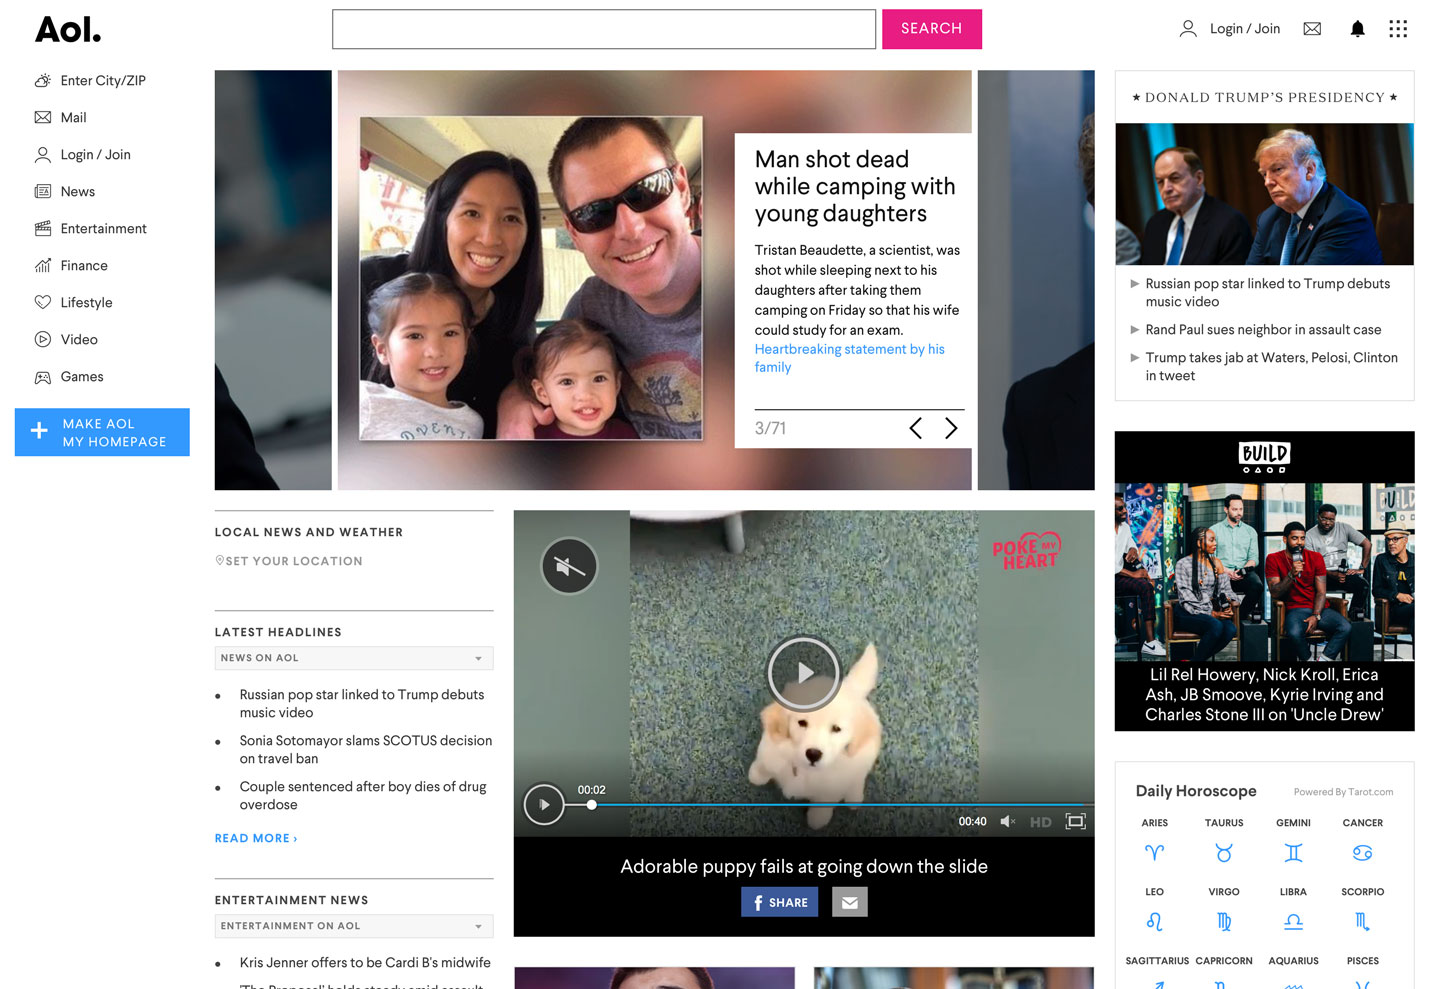 Aol.
SEARCH
Login / Join
Enter City/ZIP
Mail
Login / Join
News
Entertainment
Finance
Lifestyle
Video
Games
MAKE AOL
MY HOMEPAGE
Man shot dead
while camping with
young daughters
Tristan Beaudette, a scientist, was
shot while sleeping next to his
daughters after taking them
camping on Friday so that his wife
could study for an exam.
Heartbreaking statement by his
family
3/71
★ DONALD TRUMP'S PRESIDENCY ★
Russian pop star linked to Trump debuts
music video
Rand Paul sues neighbor in assault case
Trump takes jab at Waters, Pelosi, Clinton
in tweet
BUILD
Lil Rel Howery, Nick Kroll, Erica
Ash, JB Smoove, Kyrie Irving and
Charles Stone III on 'Uncle Drew'
LOCAL NEWS AND WEATHER
SET YOUR LOCATION
LATEST HEADLINES
NEWS ON AOL
Russian pop star linked to Trump debuts
music video
Sonia Sotomayor slams SCOTUS decision
on travel ban
Couple sentenced after boy dies of drug
overdose
READ MORE ›
ENTERTAINMENT NEWS
ENTERTAINMENT ON AOL
Kris Jenner offers to be Cardi B's midwife
POKE MY
HEART
00:02
00:40
HD
Adorable puppy fails at going down the slide
f SHARE
Daily Horoscope
Powered By Tarot.com
ARIES TAURUS GEMINI CANCER
LEO VIRGO LIBRA SCORPIO
SAGITTARIUS CAPRICORN AQUARIUS PISCES